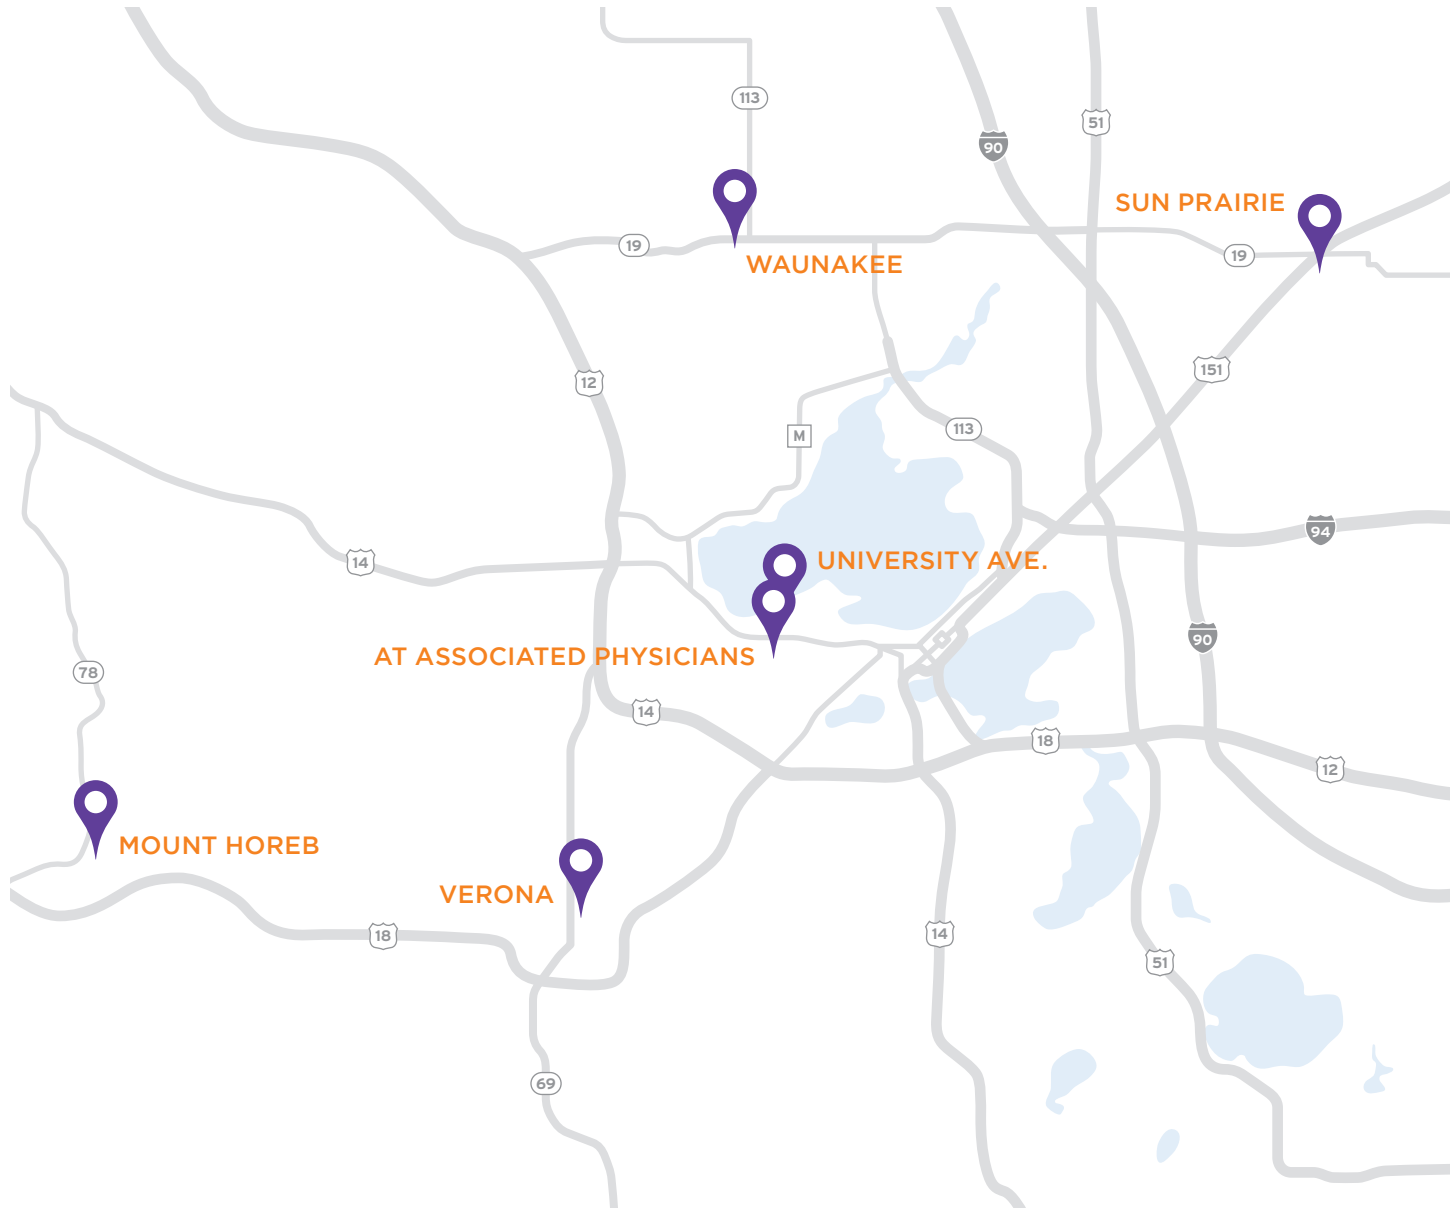 113
90
51
SUN PRAIRIE
19
WAUNAKEE
19
151
12
M
113
94
14
UNIVERSITY AVE.
90
AT ASSOCIATED PHYSICIANS
78
14
18
12
MOUNT HOREB
VERONA
18
14
51
69